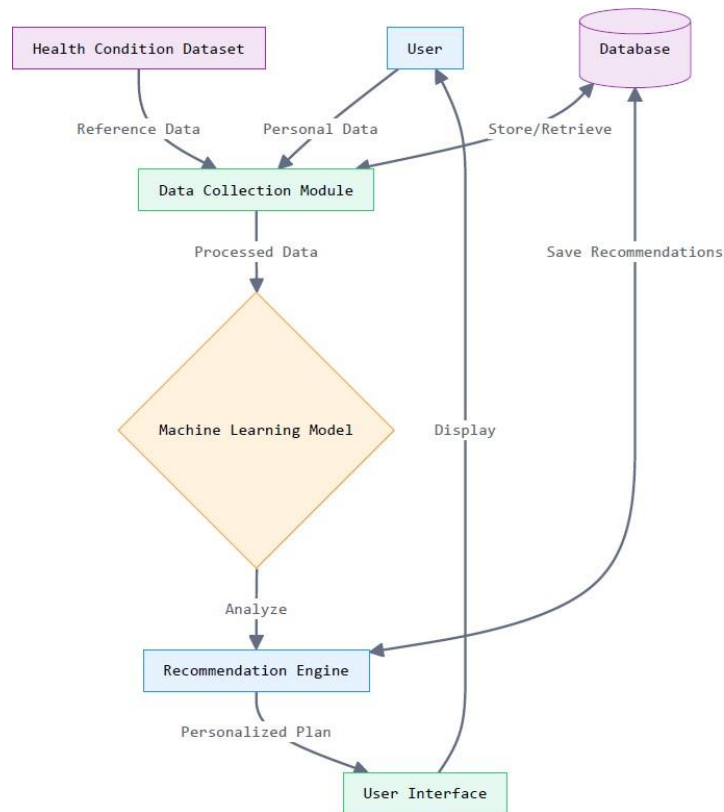 Health Condition Dataset
User
Database
Reference Data
Personal Data
Store/Retrieve
Data Collection Module
Processed Data
Save Recommendations
Machine Learning Model
Display
Analyze
Recommendation Engine
Personalized Plan
User Interface